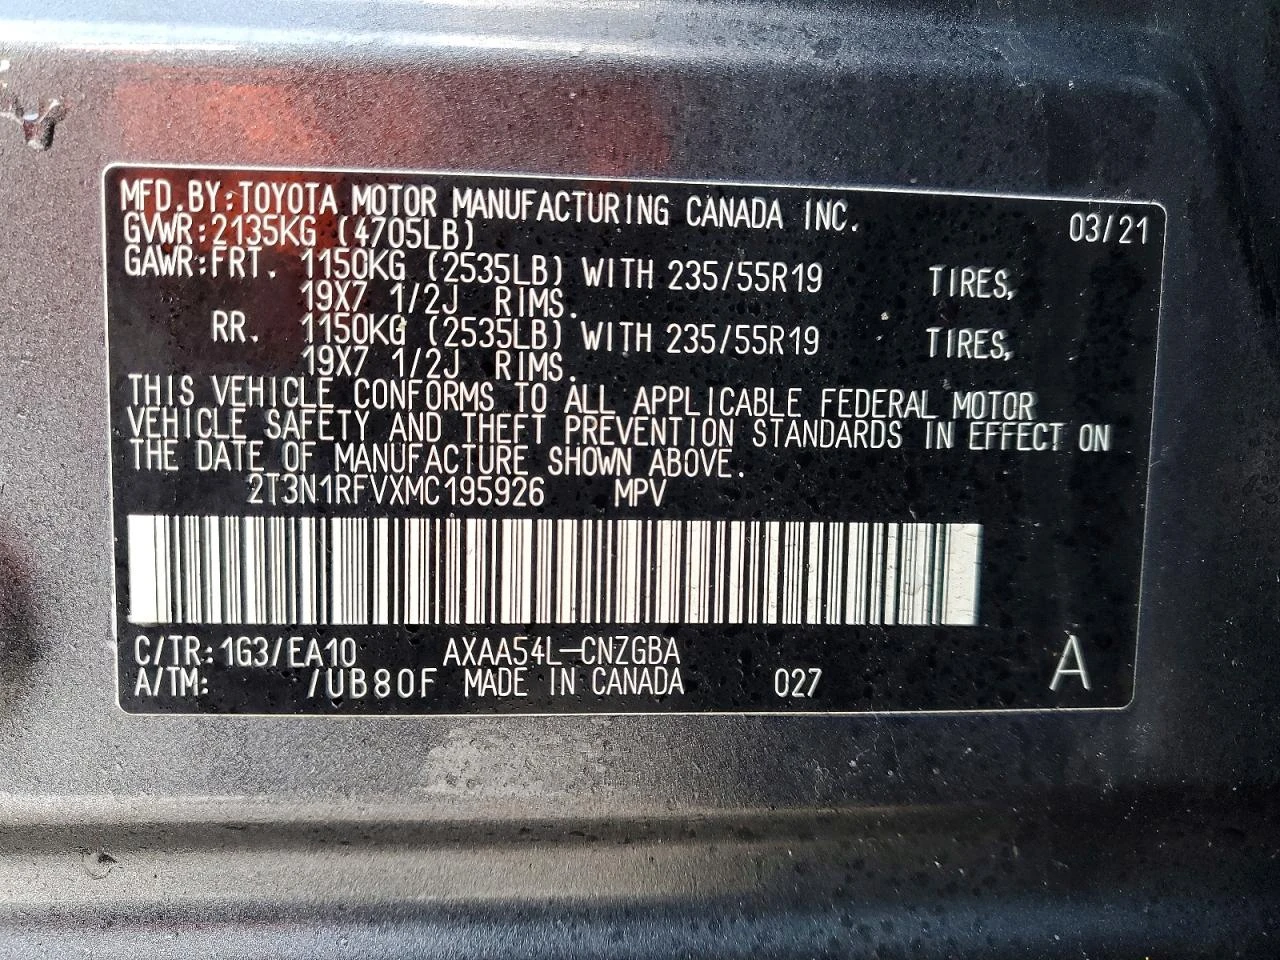 MFD.BY:TOYOTA MOTOR MANUFACTURING CANADA INC. 03/21
GVWR:2135KG (4705LB)
GAWR:FRT. 1150KG (2535LB) WITH 235/55R19 TIRES,
19X7 1/2J RIMS.
RR. 1150KG (2535LB) WITH 235/55R19 TIRES,
19X7 1/2J RIMS.
THIS VEHICLE CONFORMS TO ALL APPLICABLE FEDERAL MOTOR
VEHICLE SAFETY AND THEFT PREVENTION STANDARDS IN EFFECT ON
THE DATE OF MANUFACTURE SHOWN ABOVE.
2T3N1RFVXMC195926 MPV
C/TR:1G3/EA10 AXAA54L-CNZGBA A
A/TM: /UB80F MADE IN CANADA 027